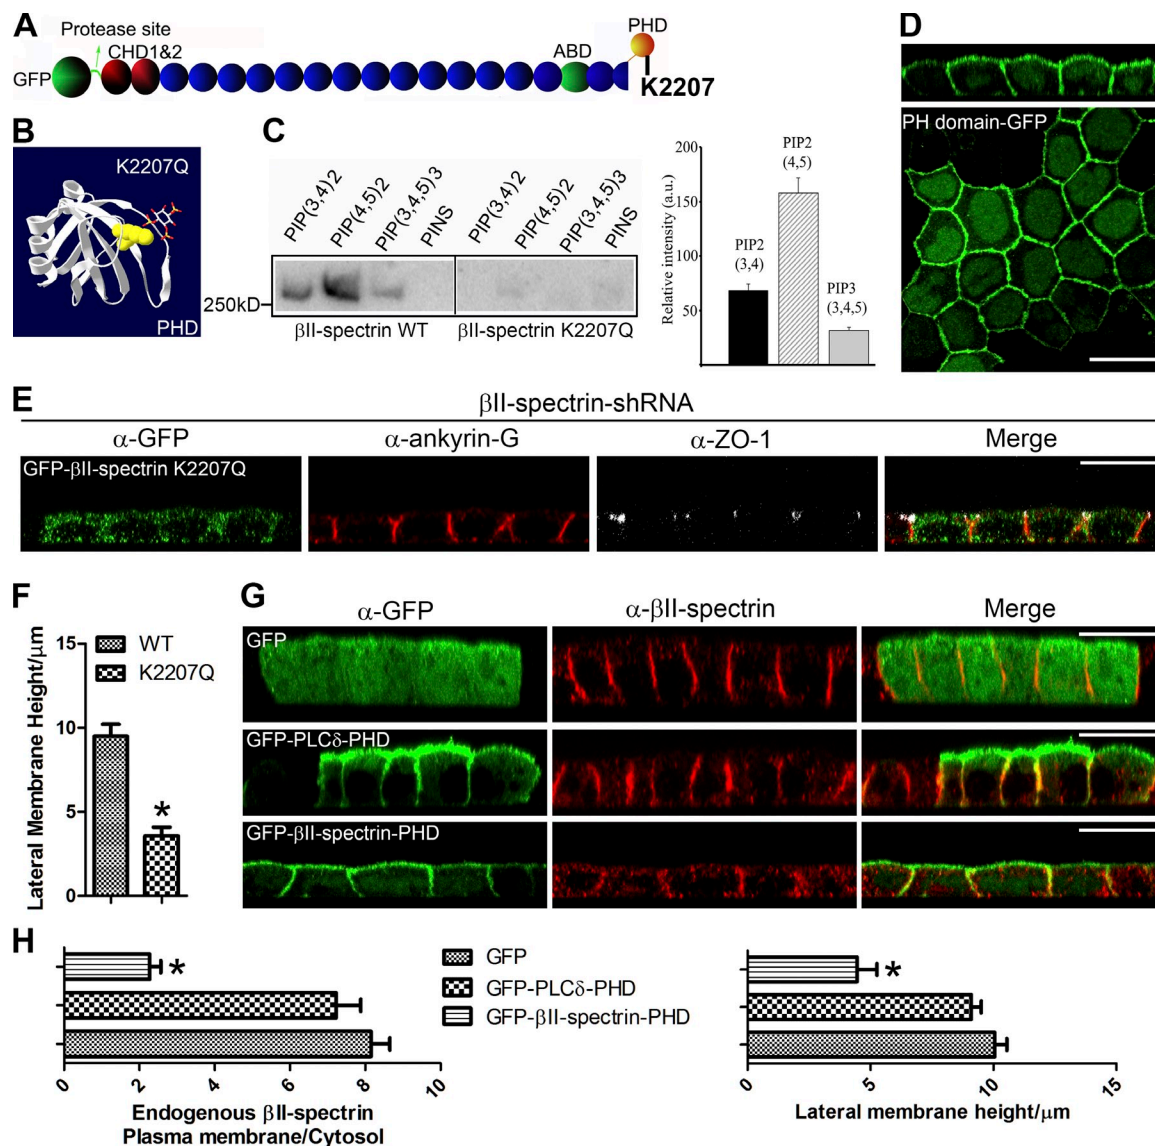 A
Protease site
CHD1&2
GFP
ABD
PHD
K2207
B
K2207Q
PHD
C
PIP(3,4)2
PIP(4,5)2
PIP(3,4,5)3
PINS
PIP(3,4)2
PIP(4,5)2
PIP(3,4,5)3
PINS
250kD
βII-spectrin WT
βII-spectrin K2207Q
Relative intensity (a.u.)
200
150
100
50
PIP2
(3,4)
PIP2
(4,5)
PIP3
(3,4,5)
D
PH domain-GFP
E
βII-spectrin-shRNA
α-GFP
α-ankyrin-G
α-ZO-1
Merge
GFP-βII-spectrin K2207Q
F
Lateral Membrane Height/μm
15
10
5
0
WT
K2207Q
*
G
α-GFP
α-βII-spectrin
Merge
GFP
GFP-PLCδ-PHD
GFP-βII-spectrin-PHD
H
*
0 2 4 6 8 10
Endogenous βII-spectrin
Plasma membrane/Cytosol
GFP
GFP-PLCδ-PHD
GFP-βII-spectrin-PHD
*
0 5 10 15
Lateral membrane height/μm